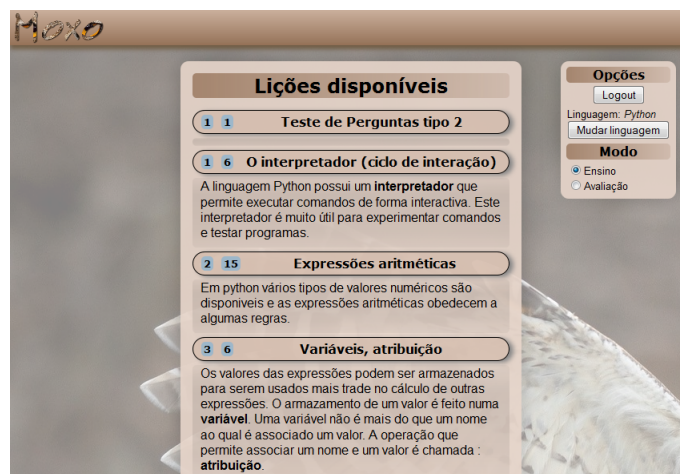 Moxo
Lições disponíveis
1 1 Teste de Perguntas tipo 2
1 6 O interpretador (ciclo de interação)
A linguagem Python possui um interpretador que
permite executar comandos de forma interactiva. Este
interpretador é muito útil para experimentar comandos
e testar programas.
2 15 Expressões aritméticas
Em python vários tipos de valores numéricos são
disponiveis e as expressões aritméticas obedecem a
algumas regras.
3 6 Variáveis, atribuição
Os valores das expressões podem ser armazenados
para serem usados mais trade no cálculo de outras
expressões. O armazamento de um valor é feito numa
variável. Uma variável não é mais do que um nome
ao qual é associado um valor. A operação que
permite associar um nome e um valor é chamada :
atribuição.
Opções
Logout
Linguagem: Python
Mudar linguagem
Modo
Ensino
Avaliação